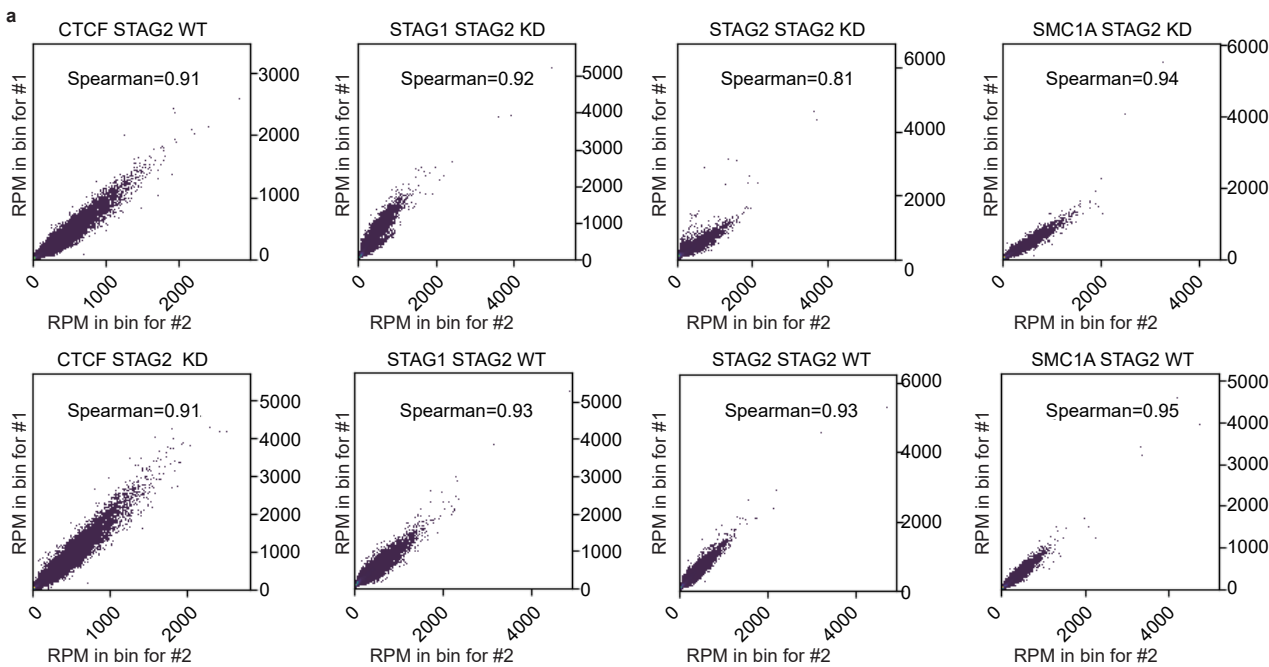 a
CTCF STAG2 WT
Spearman=0.91
RPM in bin for #1
3000
2000
1000
0
0
1000
2000
RPM in bin for #2
STAG1 STAG2 KD
Spearman=0.92
RPM in bin for #1
5000
4000
3000
2000
1000
0
0
2000
4000
RPM in bin for #2
STAG2 STAG2 KD
Spearman=0.81
RPM in bin for #1
6000
4000
2000
0
0
2000
4000
RPM in bin for #2
SMC1A STAG2 KD
Spearman=0.94
RPM in bin for #1
6000
4000
2000
0
0
2000
4000
RPM in bin for #2
CTCF STAG2  KD
Spearman=0.91
RPM in bin for #1
5000
4000
3000
2000
1000
0
0
1000
2000
RPM in bin for #2
STAG1 STAG2 WT
Spearman=0.93
RPM in bin for #1
5000
4000
3000
2000
1000
0
0
2000
4000
RPM in bin for #2
STAG2 STAG2 WT
Spearman=0.93
RPM in bin for #1
6000
4000
2000
0
0
2000
4000
RPM in bin for #2
SMC1A STAG2 WT
Spearman=0.95
RPM in bin for #1
5000
4000
3000
2000
1000
0
0
2000
4000
RPM in bin for #2